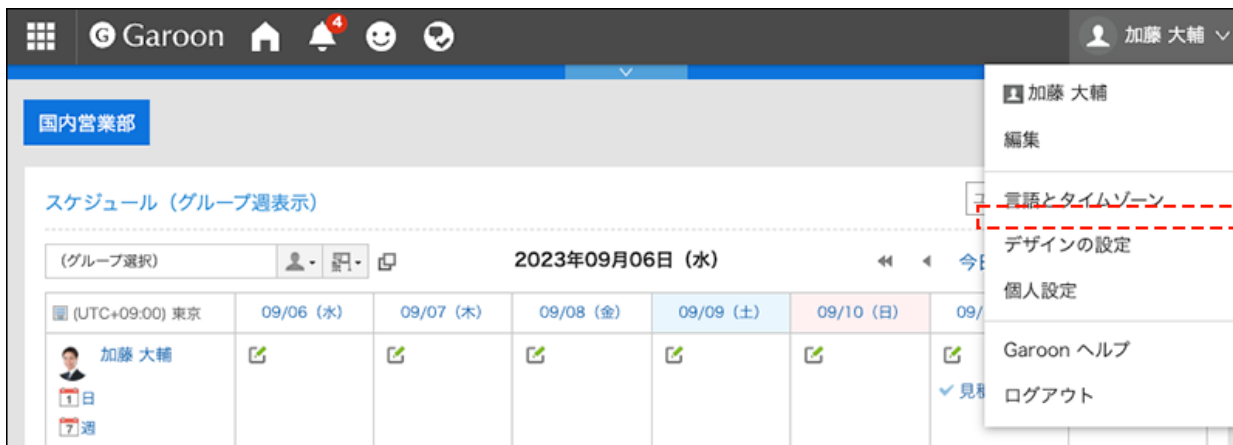 Garoon 4 加藤 大輔
加藤 大輔
編集
言語とタイムゾーン
デザインの設定
個人設定
Garoon ヘルプ
ログアウト
国内営業部
スケジュール（グループ週表示）
(グループ選択) 2023年09月06日（水）
(UTC+09:00) 東京 09/06（水） 09/07（木） 09/08（金） 09/09（土） 09/10（日） 09/
加藤 大輔
1 日
7 週